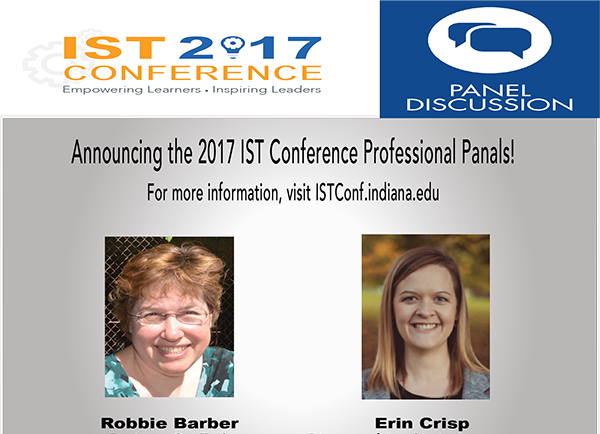 IST 2017
CONFERENCE
Empowering Learners • Inspiring Leaders
PANEL
DISCUSSION
Announcing the 2017 IST Conference Professional Panals!
For more information, visit ISTConf.indiana.edu
Robbie Barber
Erin Crisp